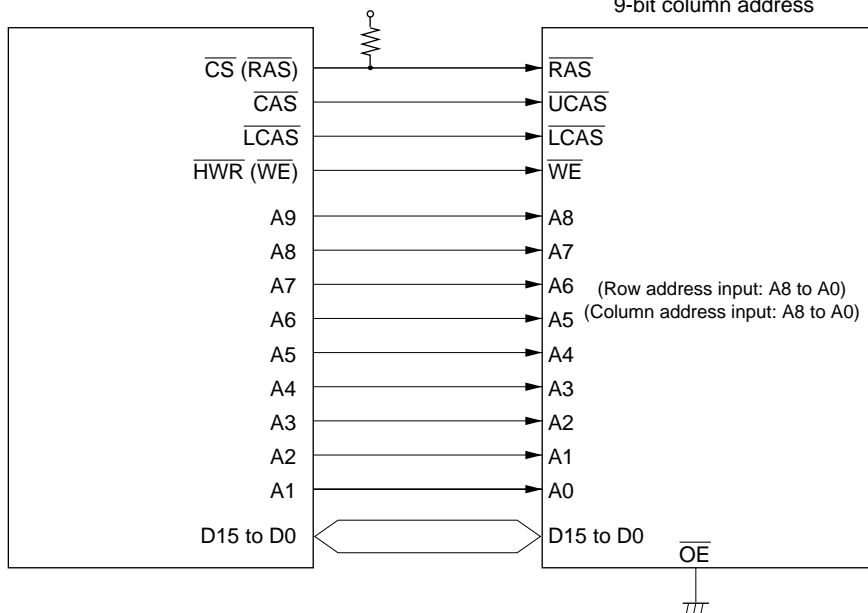 9-bit column address
CS (RAS) RAS
CAS UCAS
LCAS LCAS
HWR (WE) WE
A9 A8
A8 A7
A7 A6 (Row address input: A8 to A0)
A6 A5 (Column address input: A8 to A0)
A5 A4
A4 A3
A3 A2
A2 A1
A1 A0
D15 to D0 D15 to D0
OE